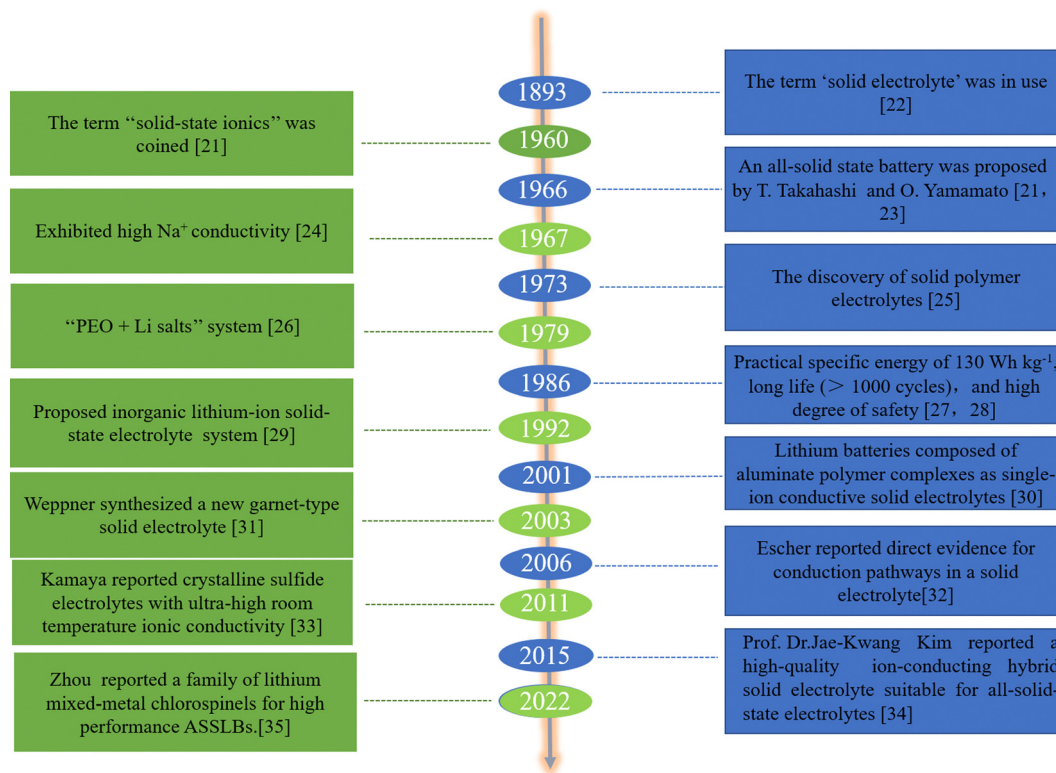 1893
The term ‘solid electrolyte’ was in use
[22]
The term “solid-state ionics” was
coined [21]
1960
1966
An all-solid state battery was proposed
by T. Takahashi and O. Yamamato [21,
23]
Exhibited high Na⁺ conductivity [24]
1967
1973
The discovery of solid polymer
electrolytes [25]
“PEO + Li salts” system [26]
1979
1986
Practical specific energy of 130 Wh kg⁻¹,
long life (> 1000 cycles), and high
degree of safety [27, 28]
Proposed inorganic lithium-ion solid-
state electrolyte system [29]
1992
2001
Lithium batteries composed of
aluminate polymer complexes as single-
ion conductive solid electrolytes [30]
Weppner synthesized a new garnet-type
solid electrolyte [31]
2003
2006
Escher reported direct evidence for
conduction pathways in a solid
electrolyte[32]
Kamaya reported crystalline sulfide
electrolytes with ultra-high room
temperature ionic conductivity [33]
2011
2015
Prof. Dr.Jae-Kwang Kim reported a
high-quality ion-conducting hybrid
solid electrolyte suitable for all-solid-
state electrolytes [34]
Zhou reported a family of lithium
mixed-metal chlorospinels for high
performance ASSLBs.[35]
2022